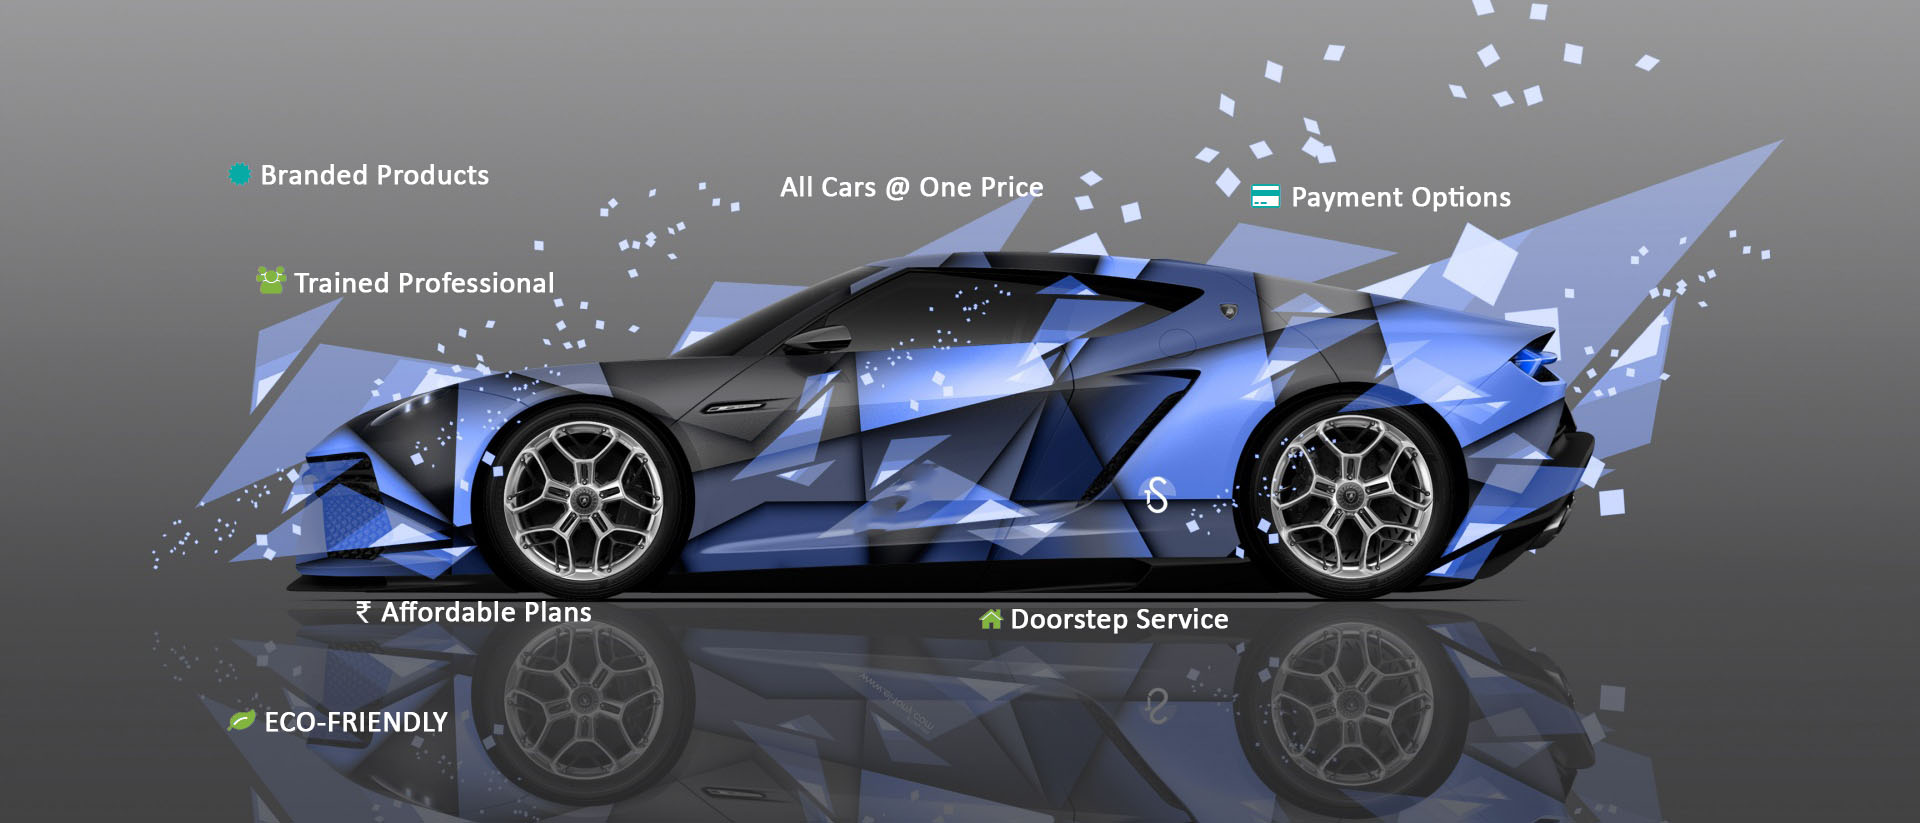 Branded Products
All Cars @ One Price
Payment Options
Trained Professional
₹ Affordable Plans
Doorstep Service
ECO-FRIENDLY